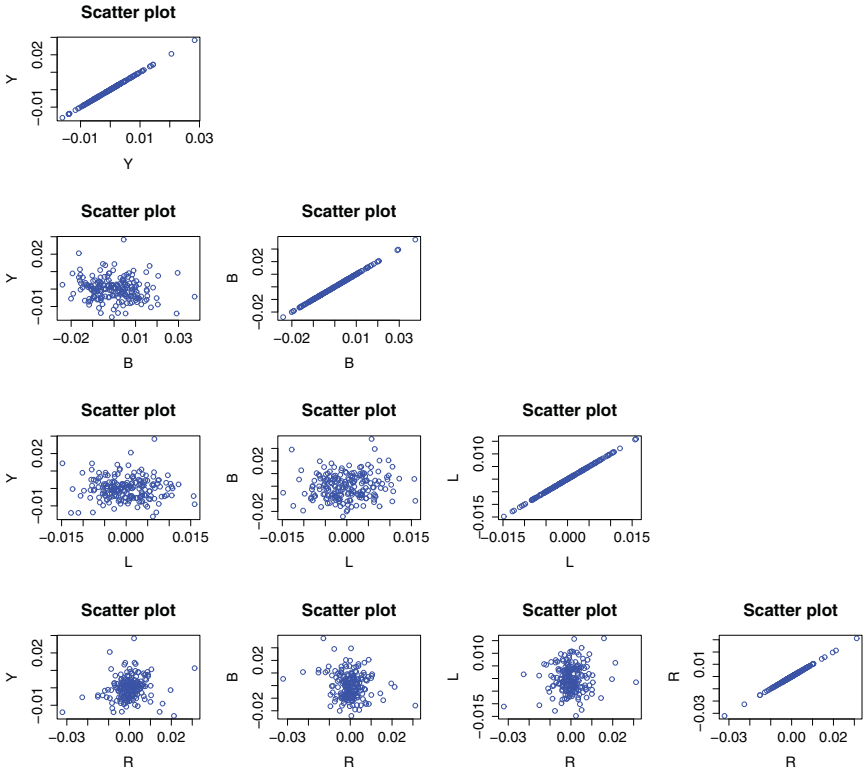 Scatter plot
Y
0.02
−0.01
−0.01 0.01 0.03
Y
Scatter plot Scatter plot
Y
0.02
−0.01
B
0.02
−0.02
−0.02 0.01 0.03 −0.02 0.01 0.03
B B
Scatter plot Scatter plot Scatter plot
Y
0.02
−0.01
B
0.02
−0.02
L
0.010
−0.015
−0.015 0.000 0.015 −0.015 0.000 0.015 −0.015 0.000 0.015
L L L
Scatter plot Scatter plot Scatter plot Scatter plot
Y
0.02
−0.01
B
0.02
−0.02
L
0.010
−0.015
R
0.01
−0.03
−0.03 0.00 0.02 −0.03 0.00 0.02 −0.03 0.00 0.02 −0.03 0.00 0.02
R R R R